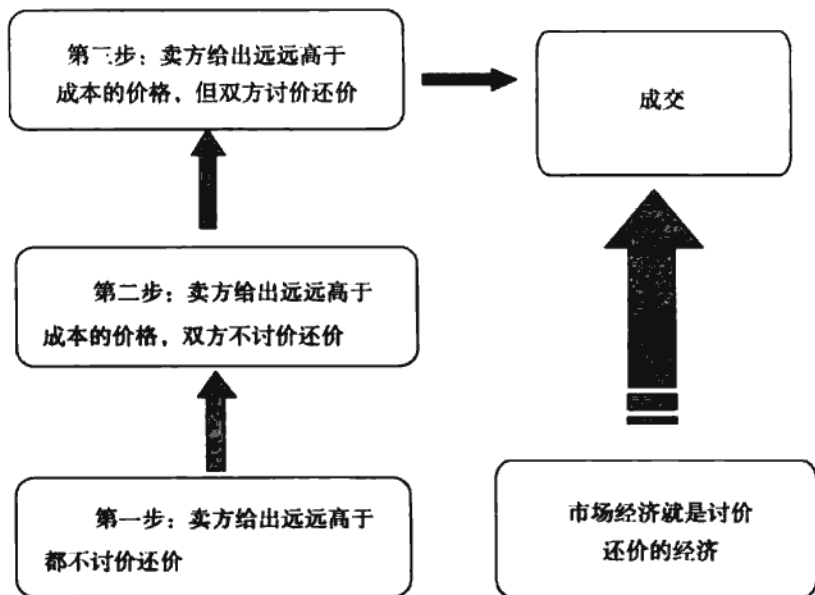 第三步：卖方给出远远高于
成本的价格，但双方讨价还价
成交
第二步：卖方给出远远高于
成本的价格，双方不讨价还价
第一步：卖方给出远远高于
都不讨价还价
市场经济就是讨价
还价的经济